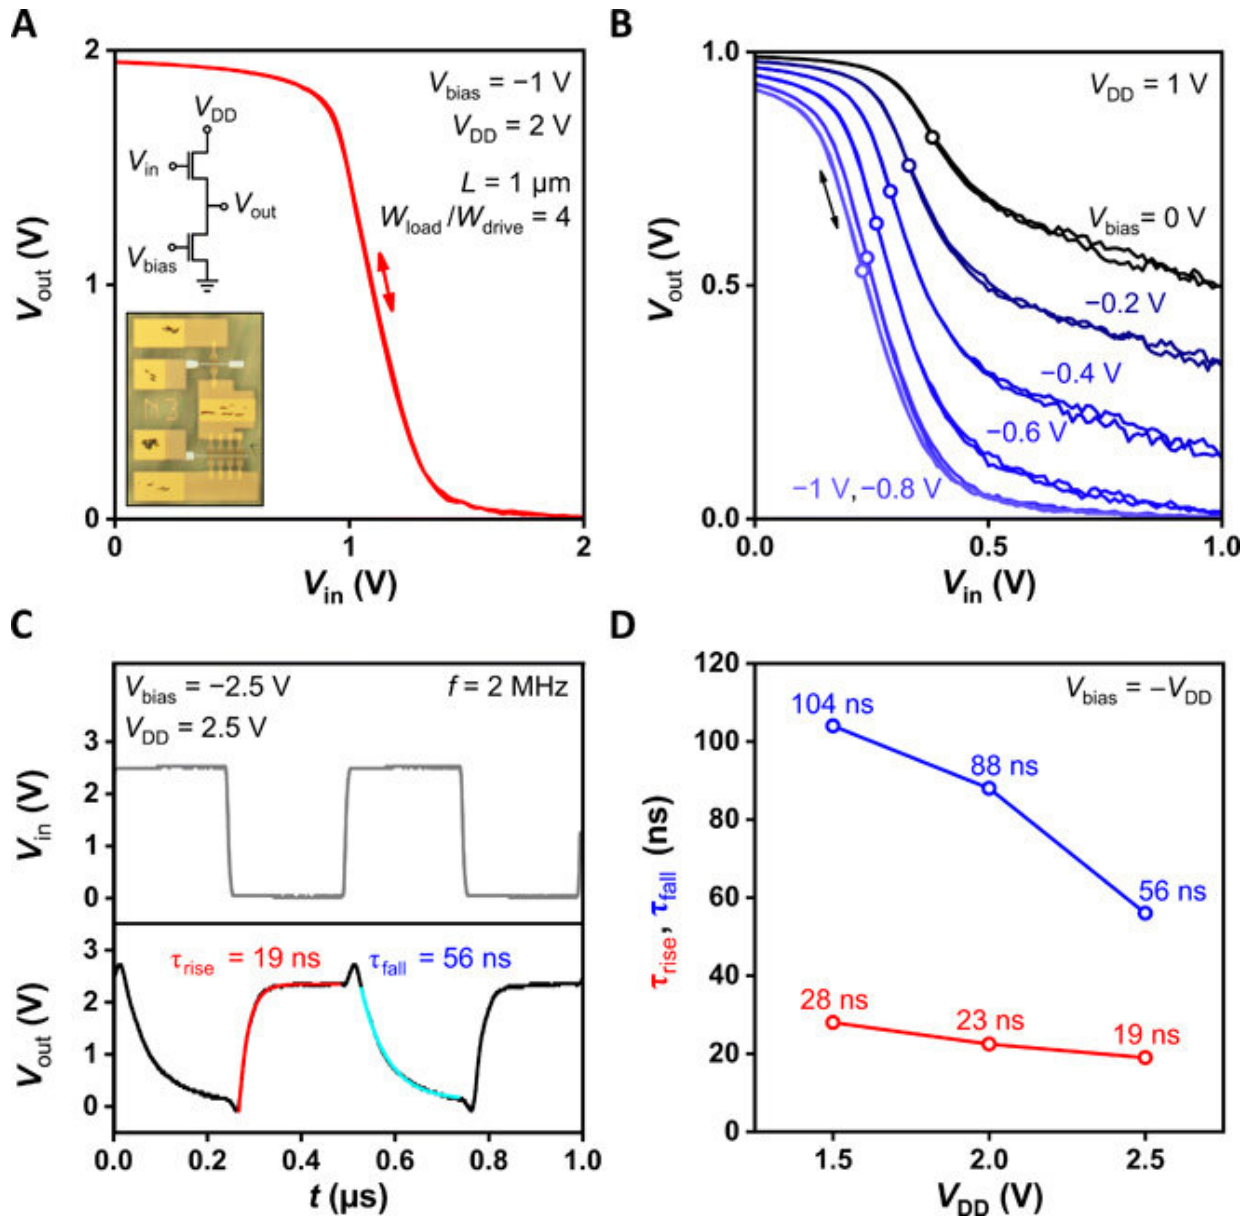 A
2
1
0
V_out (V)
0
1
2
V_in (V)
V_bias = −1 V
V_DD = 2 V
L = 1 μm
W_load/W_drive = 4
V_DD
V_in
V_out
V_bias
B
1.0
0.5
0.0
V_out (V)
0.0
0.5
1.0
V_in (V)
V_DD = 1 V
V_bias = 0 V
−0.2 V
−0.4 V
−0.6 V
−1 V, −0.8 V
C
V_bias = −2.5 V
f = 2 MHz
V_DD = 2.5 V
3
2
1
0
V_in (V)
τ_rise = 19 ns
τ_fall = 56 ns
3
2
1
0
V_out (V)
0.0
0.2
0.4
0.6
0.8
1.0
t (μs)
D
120
100
80
60
40
20
0
τ_rise, τ_fall (ns)
V_bias = −V_DD
104 ns
88 ns
56 ns
28 ns
23 ns
19 ns
1.5
2.0
2.5
V_DD (V)